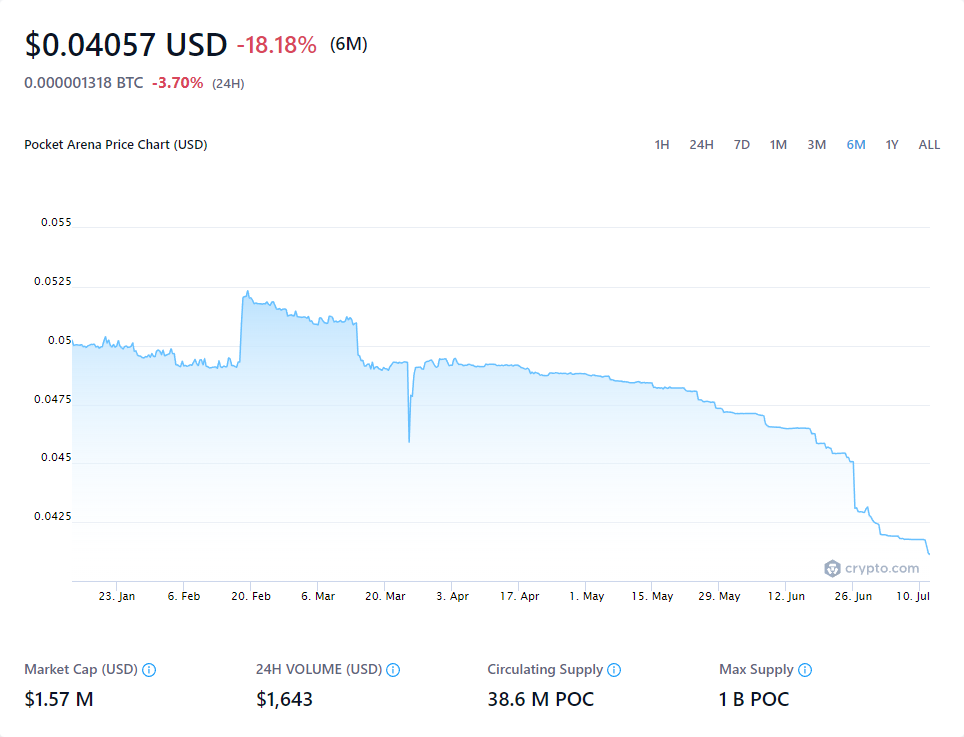 $0.04057 USD -18.18% (6M)
0.000001318 BTC -3.70% (24H)
Pocket Arena Price Chart (USD) 1H 24H 7D 1M 3M 6M 1Y ALL
0.055
0.0525
0.05
0.0475
0.045
0.0425
crypto.com
23. Jan 6. Feb 20. Feb 6. Mar 20. Mar 3. Apr 17. Apr 1. May 15. May 29. May 12. Jun 26. Jun 10. Jul
Market Cap (USD) 24H VOLUME (USD) Circulating Supply Max Supply
$1.57 M $1,643 38.6 M POC 1 B POC